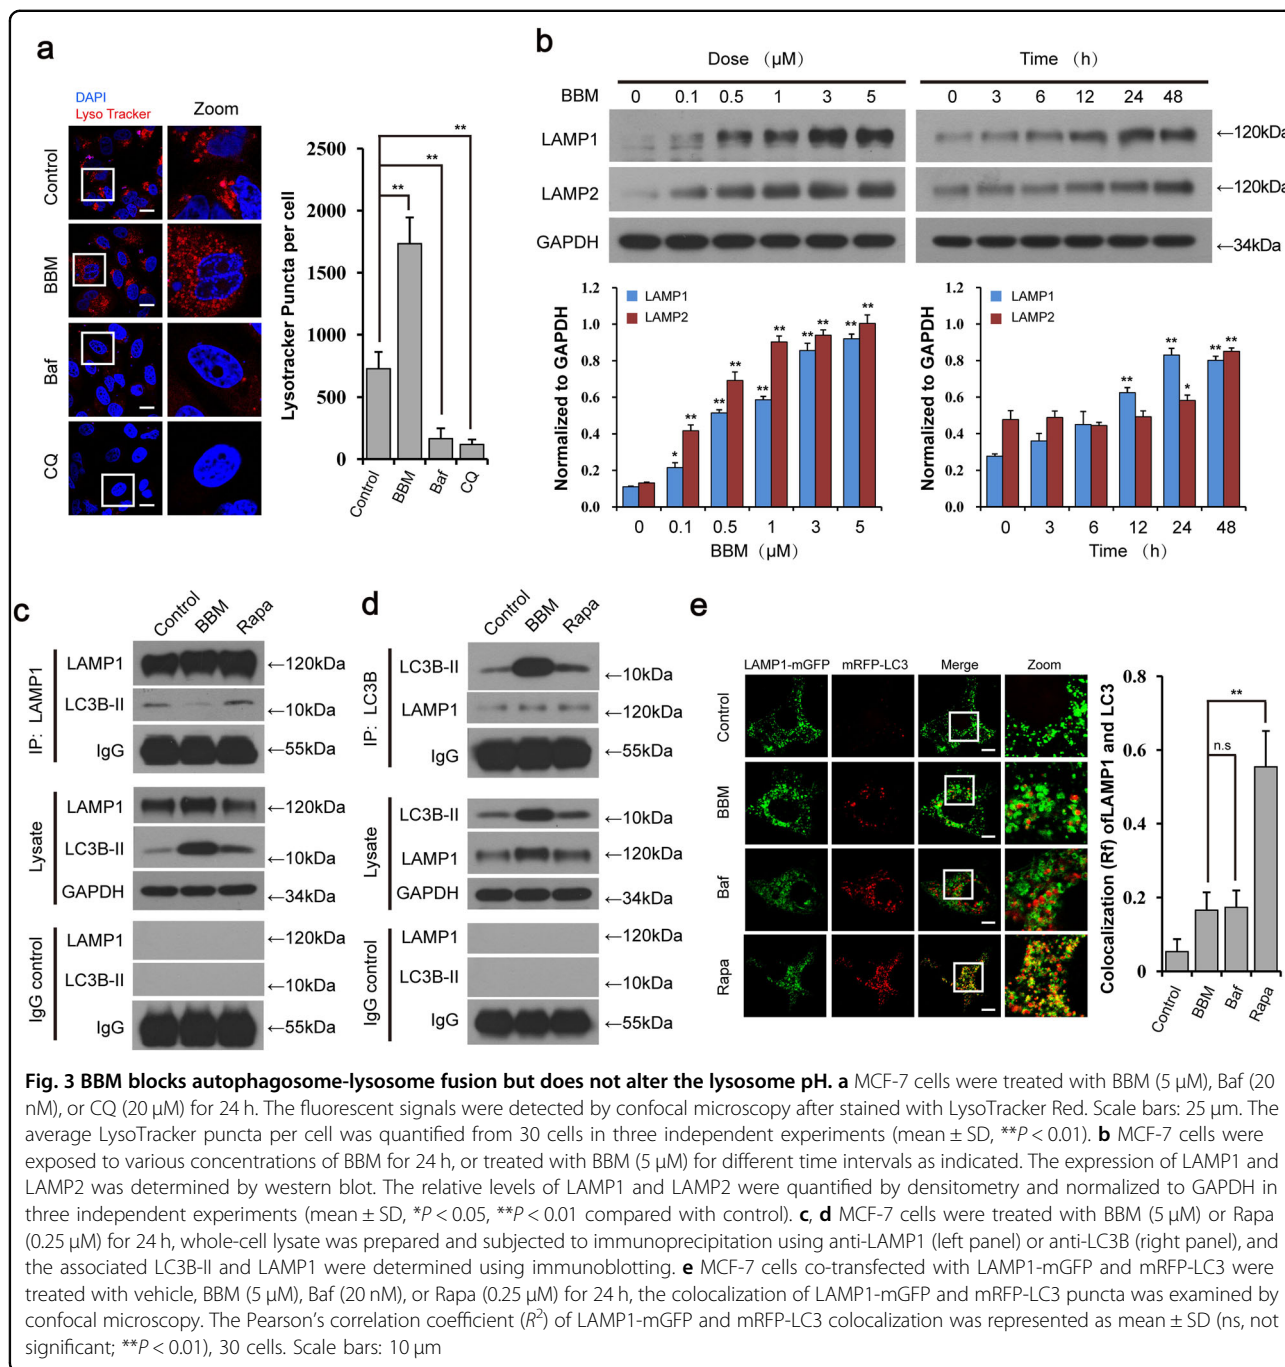 a
DAPI
Lyso Tracker
Zoom
Control
BBM
Baf
CQ
Lysotracker Puncta per cell
2500
2000
1500
1000
500
0
**
**
**
Control
BBM
Baf
CQ
b
Dose (μM)
Time (h)
BBM 0 0.1 0.5 1 3 5 0 3 6 12 24 48
LAMP1 ←120kDa
LAMP2 ←120kDa
GAPDH ←34kDa
Normalized to GAPDH
1.2
1.0
0.8
0.6
0.4
0.2
0.0
LAMP1
LAMP2
* ** ** ** ** ** ** ** ** **
0 0.1 0.5 1 3 5
BBM (μM)
Normalized to GAPDH
1.2
1.0
0.8
0.6
0.4
0.2
0.0
LAMP1
LAMP2
** ** * ** **
0 3 6 12 24 48
Time (h)
c
Control BBM Rapa
IP: LAMP1
LAMP1 ←120kDa
LC3B-II ←10kDa
IgG ←55kDa
Lysate
LAMP1 ←120kDa
LC3B-II ←10kDa
GAPDH ←34kDa
IgG control
LAMP1 ←120kDa
LC3B-II ←10kDa
IgG ←55kDa
d
Control BBM Rapa
IP: LC3B
LC3B-II ←10kDa
LAMP1 ←120kDa
IgG ←55kDa
Lysate
LC3B-II ←10kDa
LAMP1 ←120kDa
GAPDH ←34kDa
IgG control
LAMP1 ←120kDa
LC3B-II ←10kDa
IgG ←55kDa
e
LAMP1-mGFP mRFP-LC3 Merge Zoom
Control
BBM
Baf
Rapa
Colocalization (Rf) ofLAMP1 and LC3
0.8
0.6
0.4
0.2
0
**
n.s
Control
BBM
Baf
Rapa
Fig. 3 BBM blocks autophagosome-lysosome fusion but does not alter the lysosome pH. a MCF-7 cells were treated with BBM (5 μM), Baf (20
nM), or CQ (20 μM) for 24 h. The fluorescent signals were detected by confocal microscopy after stained with LysoTracker Red. Scale bars: 25 μm. The
average LysoTracker puncta per cell was quantified from 30 cells in three independent experiments (mean ± SD, **P < 0.01). b MCF-7 cells were
exposed to various concentrations of BBM for 24 h, or treated with BBM (5 μM) for different time intervals as indicated. The expression of LAMP1 and
LAMP2 was determined by western blot. The relative levels of LAMP1 and LAMP2 were quantified by densitometry and normalized to GAPDH in
three independent experiments (mean ± SD, *P < 0.05, **P < 0.01 compared with control). c, d MCF-7 cells were treated with BBM (5 μM) or Rapa
(0.25 μM) for 24 h, whole-cell lysate was prepared and subjected to immunoprecipitation using anti-LAMP1 (left panel) or anti-LC3B (right panel), and
the associated LC3B-II and LAMP1 were determined using immunoblotting. e MCF-7 cells co-transfected with LAMP1-mGFP and mRFP-LC3 were
treated with vehicle, BBM (5 μM), Baf (20 nM), or Rapa (0.25 μM) for 24 h, the colocalization of LAMP1-mGFP and mRFP-LC3 puncta was examined by
confocal microscopy. The Pearson's correlation coefficient (R²) of LAMP1-mGFP and mRFP-LC3 colocalization was represented as mean ± SD (ns, not
significant; **P < 0.01), 30 cells. Scale bars: 10 μm